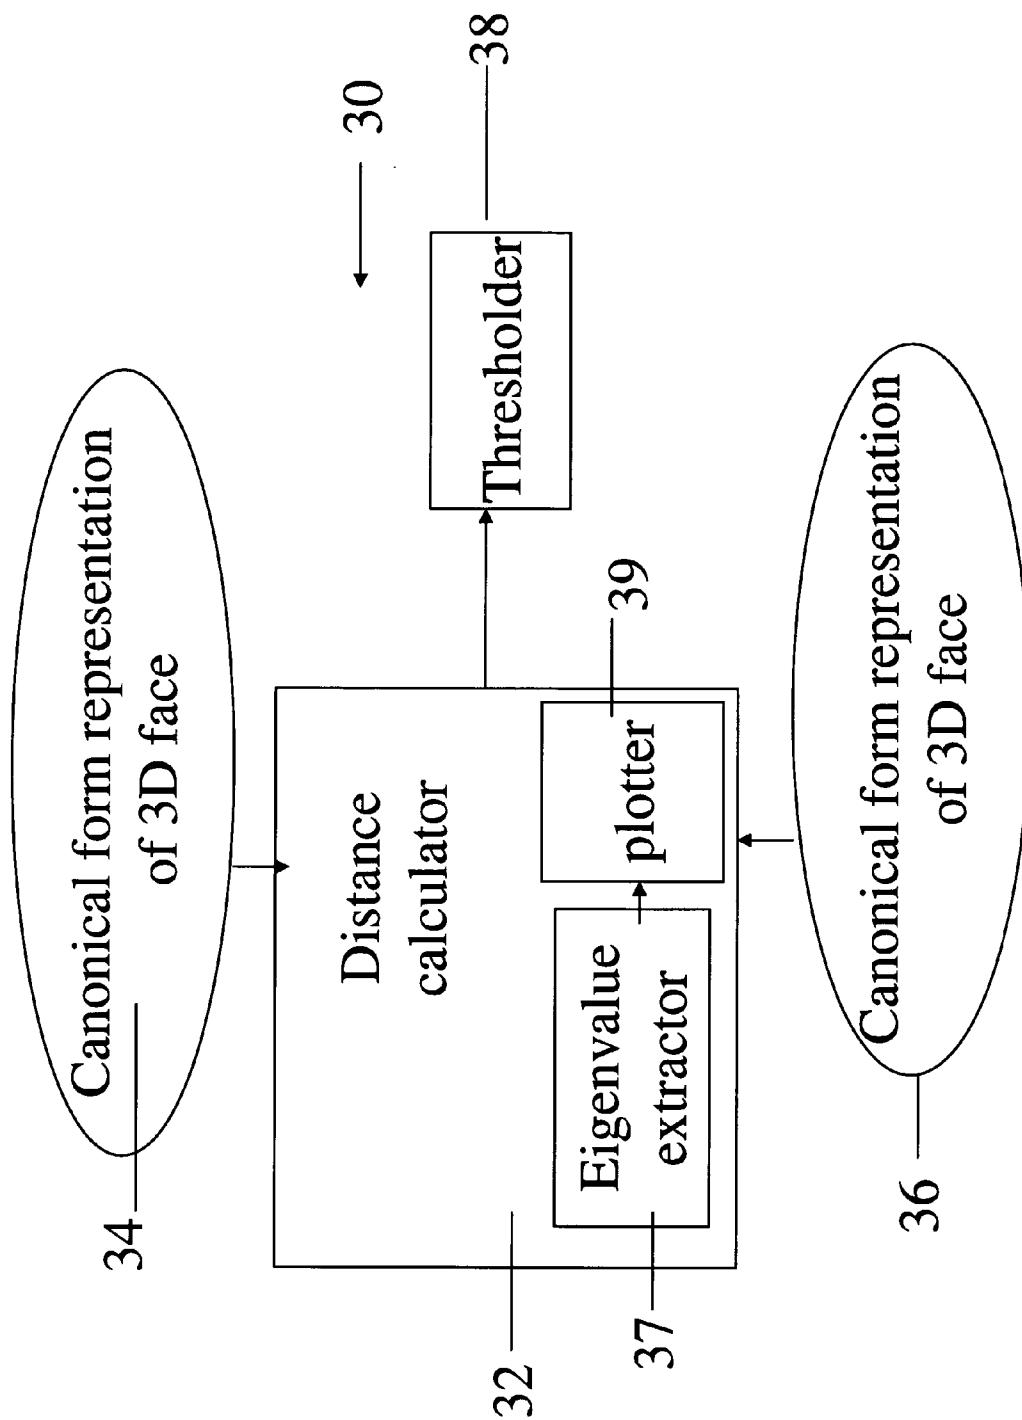 Canonical form representation
of 3D face
34
30
38
Distance
calculator
Thresholder
32
Eigenvalue
extractor
plotter
37
39
Canonical form representation
of 3D face
36